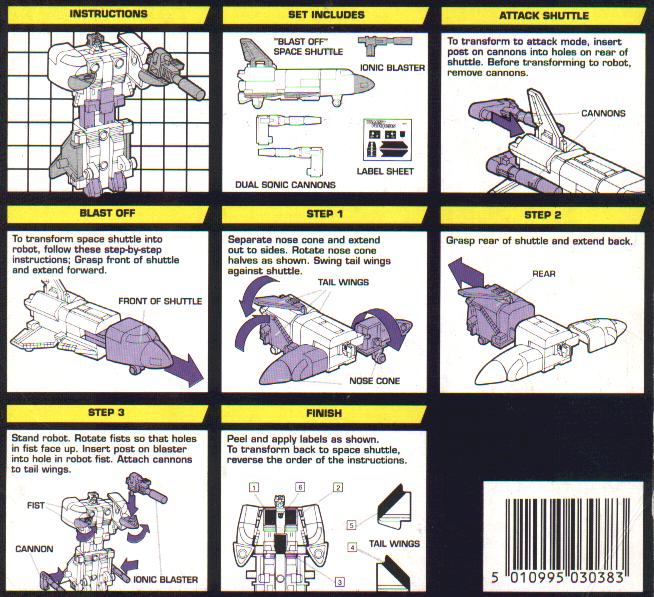 INSTRUCTIONS
SET INCLUDES
"BLAST OFF"
SPACE SHUTTLE
IONIC BLASTER
DUAL SONIC CANNONS
LABEL SHEET
ATTACK SHUTTLE
To transform to attack mode, insert
post on cannons into holes on rear of
shuttle. Before transforming to robot,
remove cannons.
CANNONS
BLAST OFF
To transform space shuttle into
robot, follow these step-by-step
instructions; Grasp front of shuttle
and extend forward.
FRONT OF SHUTTLE
STEP 1
Separate nose cone and extend
out to sides. Rotate nose cone
halves as shown. Swing tail wings
against shuttle.
TAIL WINGS
NOSE CONE
STEP 2
Grasp rear of shuttle and extend back.
REAR
STEP 3
Stand robot. Rotate fists so that holes
in fist face up. Insert post on blaster
into hole in robot fist. Attach cannons
to tail wings.
FIST
CANNON
IONIC BLASTER
FINISH
Peel and apply labels as shown.
To transform back to space shuttle,
reverse the order of the instructions.
1
6
2
5
TAIL WINGS
4
3
5 010995 030383